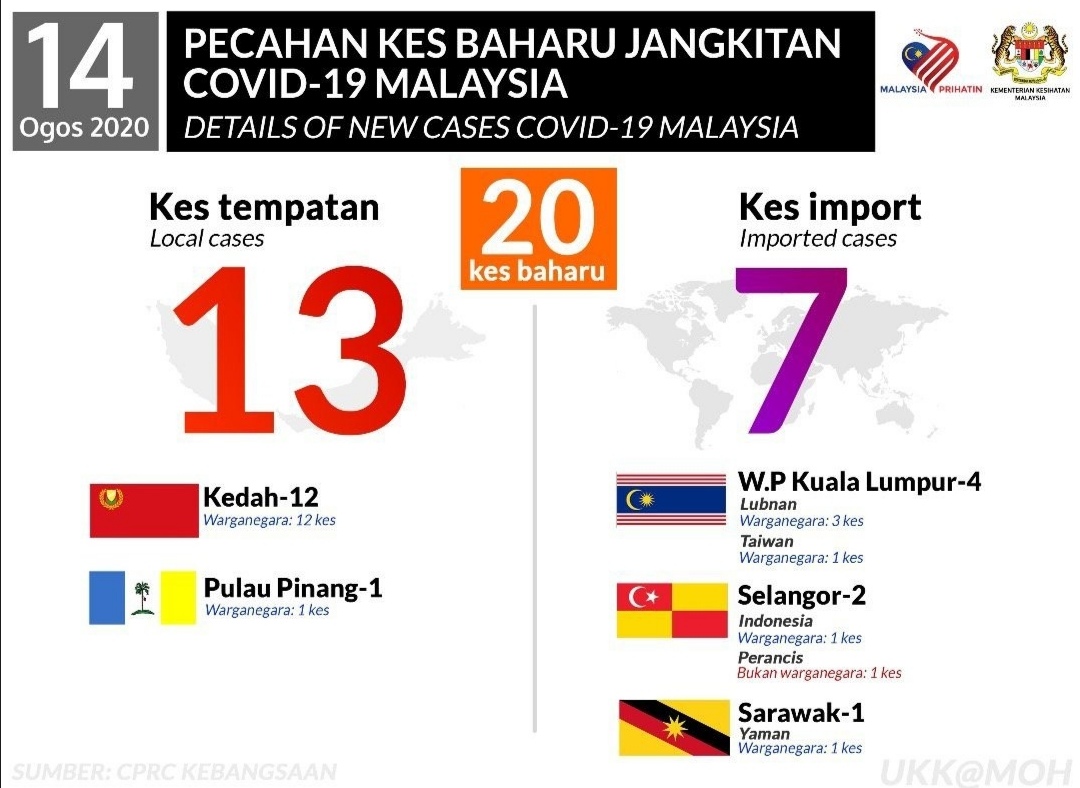 14
Ogos 2020
PECAHAN KES BAHARU JANGKITAN
COVID-19 MALAYSIA
DETAILS OF NEW CASES COVID-19 MALAYSIA
MALAYSIA PRIHATIN
KEMENTERIAN KESIHATAN
MALAYSIA
20
kes baharu
Kes tempatan
Local cases
13
Kedah-12
Warganegara: 12 kes
Pulau Pinang-1
Warganegara: 1 kes
Kes import
Imported cases
7
W.P Kuala Lumpur-4
Lubnan
Warganegara: 3 kes
Taiwan
Warganegara: 1 kes
Selangor-2
Indonesia
Warganegara: 1 kes
Perancis
Bukan warganegara: 1 kes
Sarawak-1
Yaman
Warganegara: 1 kes
SUMBER: CPRC KEBANGSAAN
UKK@MOH